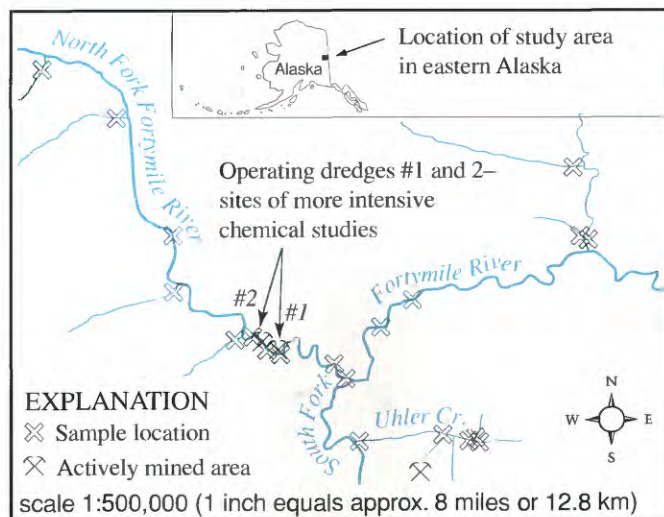 North Fork Fortymile River
Alaska
Location of study area
in eastern Alaska
Operating dredges #1 and 2–
sites of more intensive
chemical studies
#2
#1
Fortymile River
South Fork
Uhler Cr.
EXPLANATION
Sample location
Actively mined area
N
W E
S
scale 1:500,000 (1 inch equals approx. 8 miles or 12.8 km)